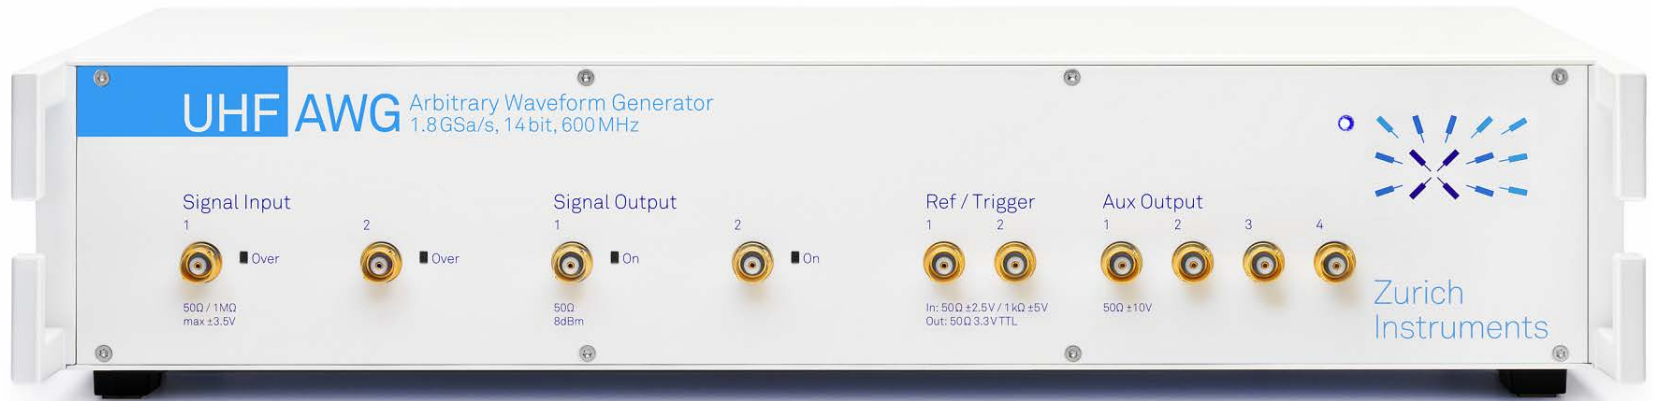 UHF AWG Arbitrary Waveform Generator
1.8 GSa/s, 14 bit, 600 MHz
Signal Input
1
2
Over
Over
50Ω / 1MΩ
max ±3.5V
Signal Output
1
2
On
On
50Ω
8dBm
Ref / Trigger
1
2
In: 50Ω ±2.5V / 1kΩ ±5V
Out: 50Ω 3.3V TTL
Aux Output
1
2
3
4
50Ω ±10V
Zurich
Instruments